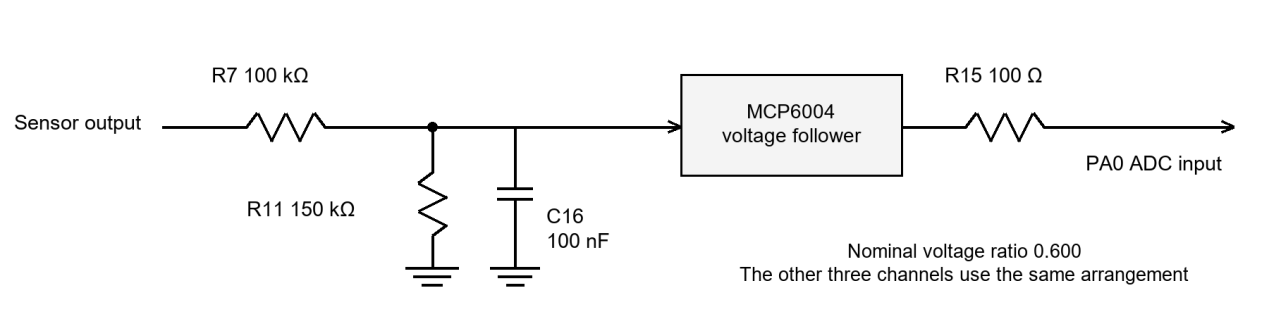 R7 100 kΩ
R15 100 Ω
Sensor output
MCP6004
voltage follower
PA0 ADC input
R11 150 kΩ
C16
100 nF
Nominal voltage ratio 0.600
The other three channels use the same arrangement